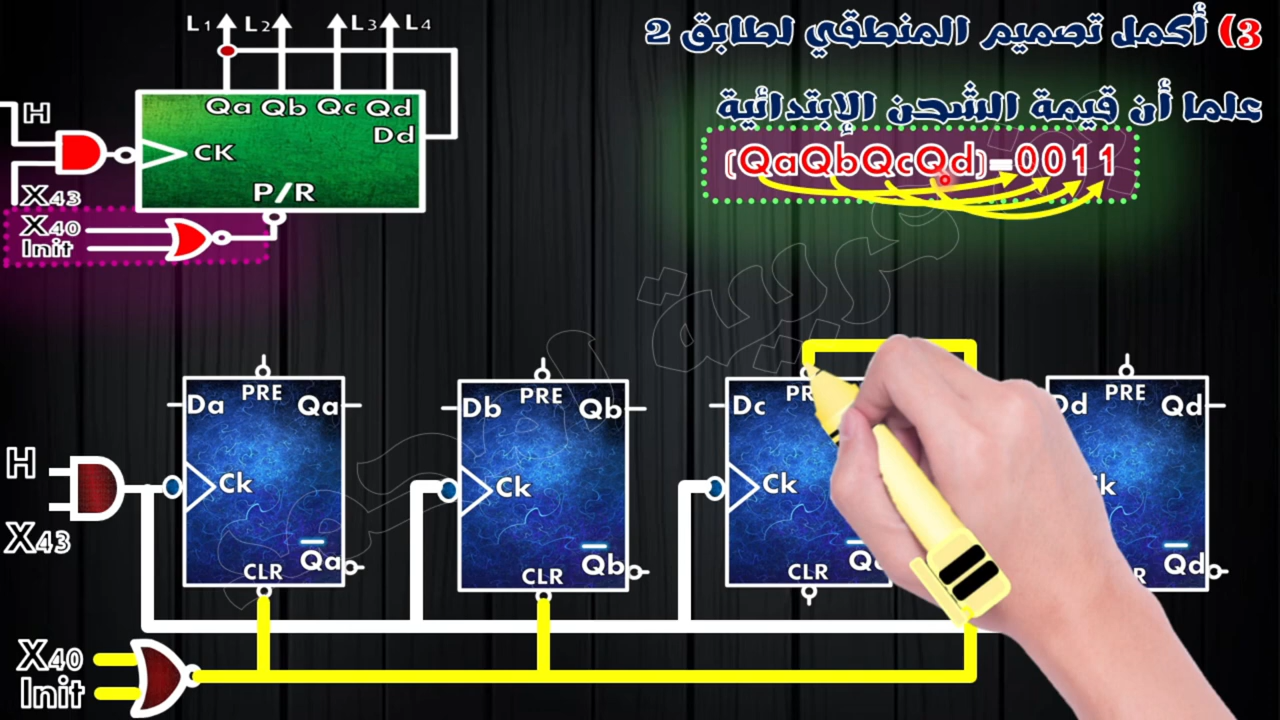 3) أكمل تصميم المنطقي لطابق 2
علما أن قيمة الشحن الإبتدائية
(QaQbQcQd)=0011
L1 L2 L3 L4
Qa Qb Qc Qd
Dd
H
CK
X43
P/R
X40
Init
PRE PRE PR PRE
Da Qa Db Qb Dc Dd Qd
H
Ck Ck Ck k
X43
Qa Qb Q Qd
CLR CLR CLR R
X40
Init